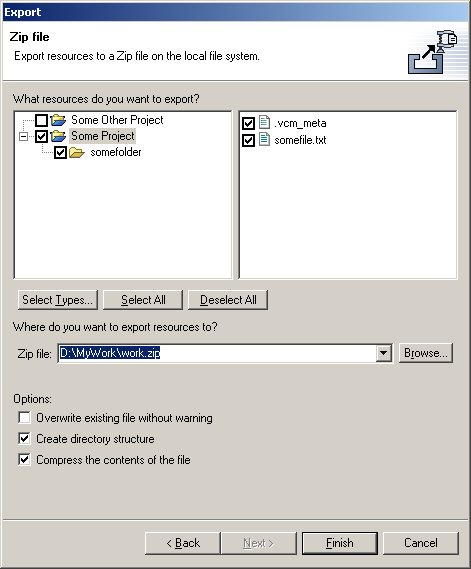 Export
Zip file
Export resources to a Zip file on the local file system.
What resources do you want to export?
Some Other Project
Some Project
somefolder
.vcm_meta
somefile.txt
Select Types...
Select All
Deselect All
Where do you want to export resources to?
Zip file:
D:\MyWork\work.zip
Browse...
Options:
Overwrite existing file without warning
Create directory structure
Compress the contents of the file
< Back
Next >
Finish
Cancel